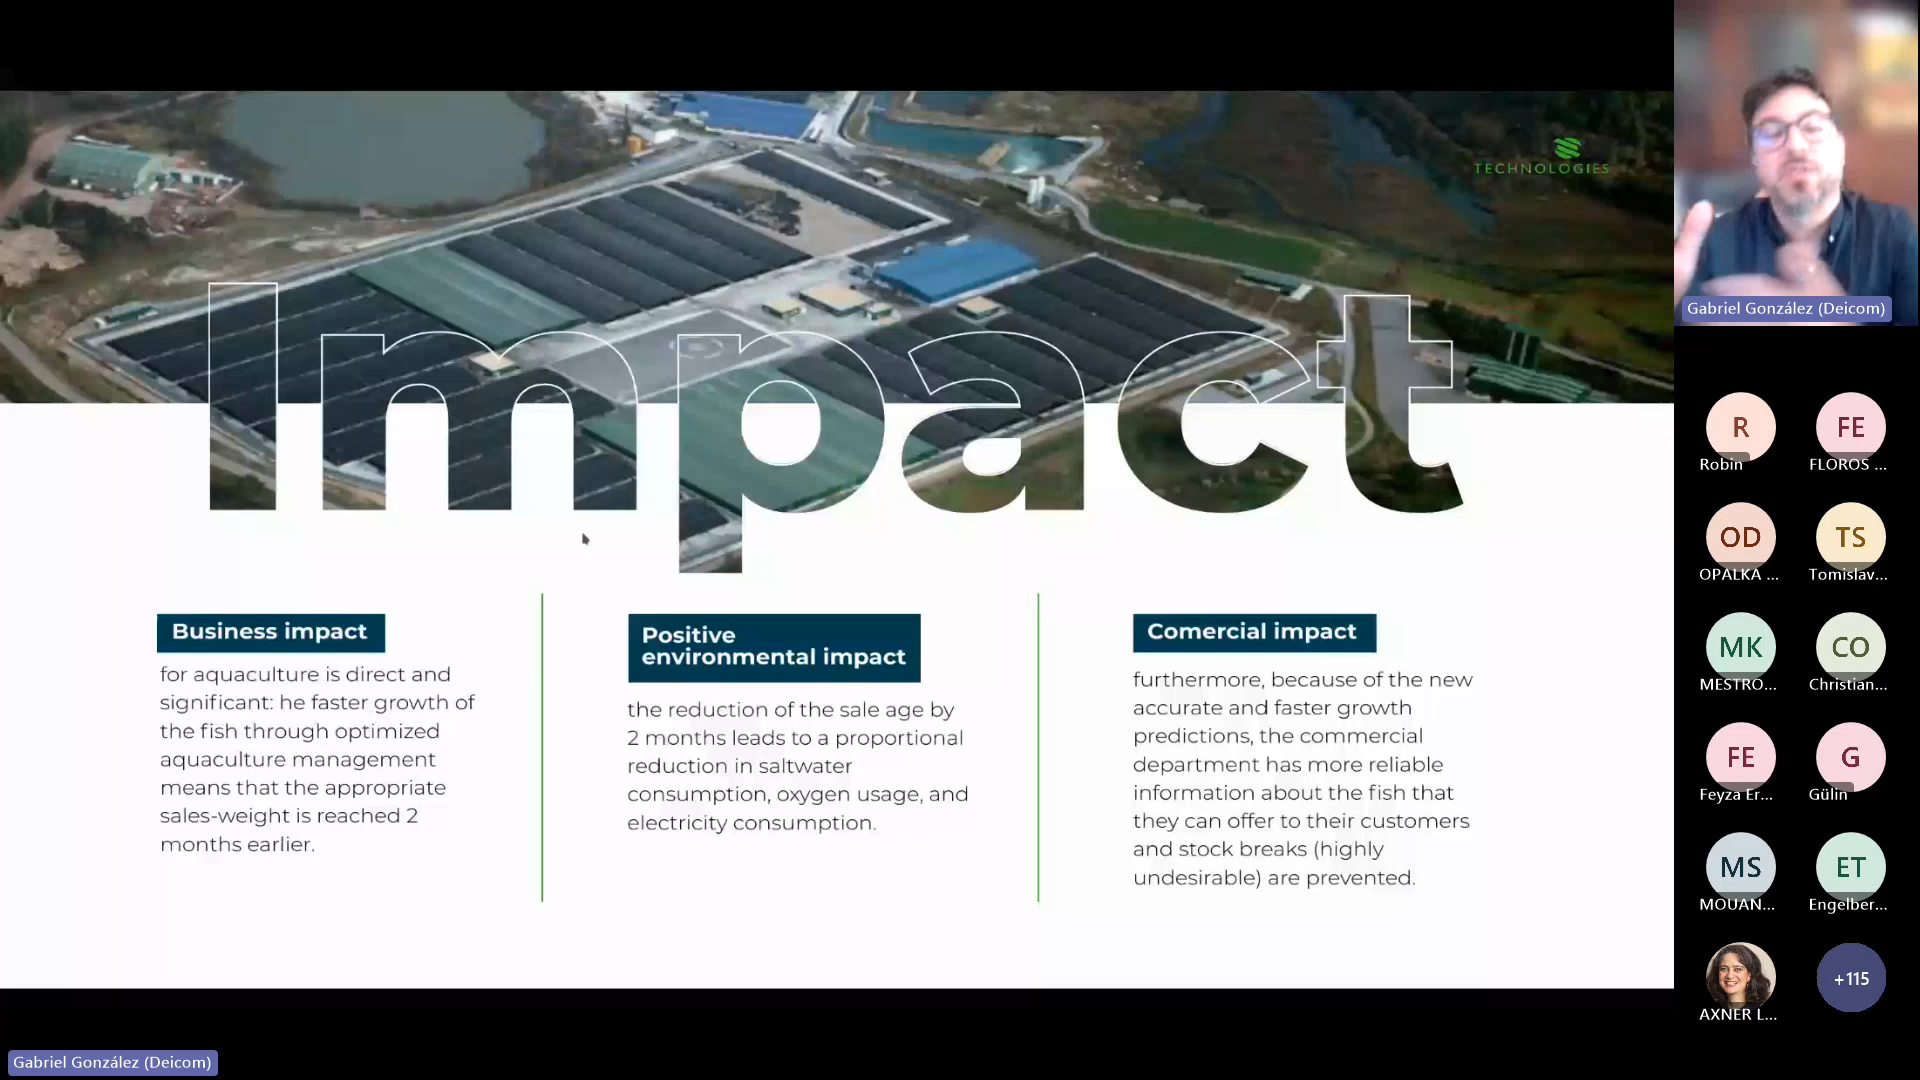 TECHNOLOGIES
Impact
Business impact
for aquaculture is direct and
significant: he faster growth of
the fish through optimized
aquaculture management
means that the appropriate
sales-weight is reached 2
months earlier.
Positive
environmental impact
the reduction of the sale age by
2 months leads to a proportional
reduction in saltwater
consumption, oxygen usage, and
electricity consumption.
Comercial impact
furthermore, because of the new
accurate and faster growth
predictions, the commercial
department has more reliable
information about the fish that
they can offer to their customers
and stock breaks (highly
undesirable) are prevented.
Gabriel González (Deicom)
R
Robin
FE
FLOROS ...
OD
OPALKA ...
TS
Tomislav...
MK
MESTRO...
CO
Christian...
FE
Feyza Er...
G
Gülin
MS
MOUAN...
ET
Engelber...
AXNER L...
+115
Gabriel González (Deicom)